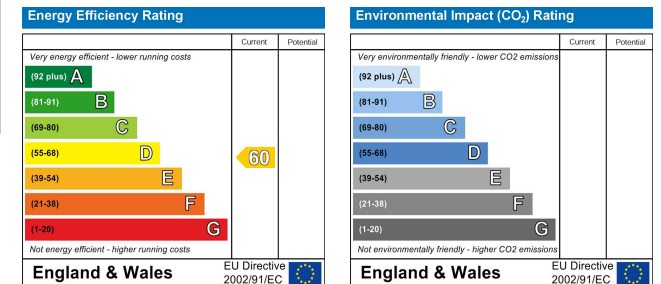 Energy Efficiency Rating
Current Potential
Very energy efficient - lower running costs
(92 plus) A
(81-91) B
(69-80) C
(55-68) D
60
(39-54) E
(21-38) F
(1-20) G
Not energy efficient - higher running costs
England & Wales
EU Directive
2002/91/EC
Environmental Impact (CO₂) Rating
Current Potential
Very environmentally friendly - lower CO2 emissions
(92 plus) A
(81-91) B
(69-80) C
(55-68) D
(39-54) E
(21-38) F
(1-20) G
Not environmentally friendly - higher CO2 emissions
England & Wales
EU Directive
2002/91/EC